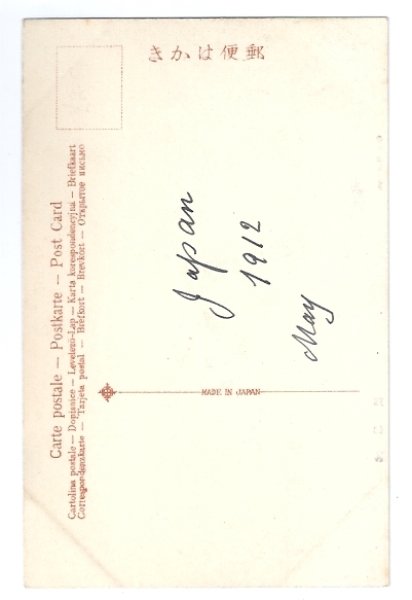 きかは便郵
Carte postale — Postkarte — Post Card
Cartolina postale — Dopisnice — Levelezö-Lap — Karta korespondencyjna — Briefkaart
Correspondenzkarte — Tarjeta postal — Brefkort — Brevkort — Открытое письмо
Japan
1912
May
MADE IN JAPAN